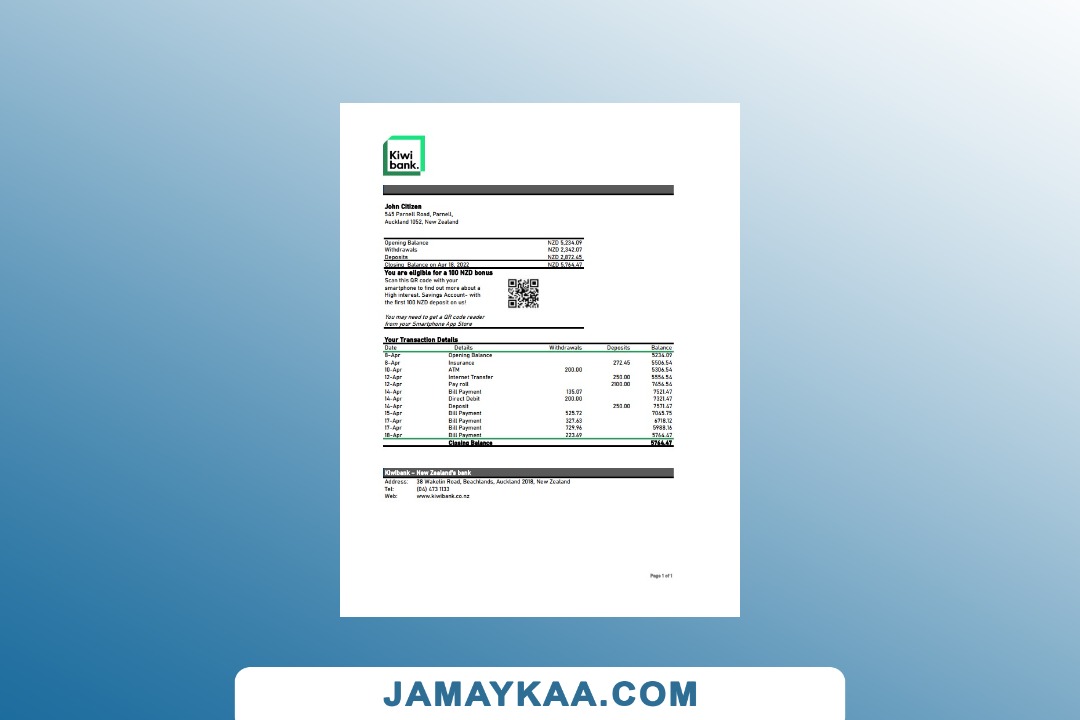 Kiwi
bank.
John Citizen
545 Parnell Road, Parnell,
Auckland 1052, New Zealand
Opening Balance NZD 5,234.09
Withdrawals NZD 2,342.07
Deposits NZD 2,872.45
Closing Balance on Apr 18, 2022 NZD 5,764.47
You are eligible for a 100 NZD bonus
Scan this QR code with your
smartphone to find out more about a
High interest. Savings Account- with
the first 100 NZD deposit on us!
You may need to get a QR code reader
from your Smartphone App Store
Your Transaction Details
Date Details Withdrawals Deposits Balance
8-Apr Opening Balance 5234.09
8-Apr Insurance 272.45 5506.54
10-Apr ATM 200.00 5306.54
12-Apr Internet Transfer 250.00 5556.54
12-Apr Pay roll 2100.00 7656.54
14-Apr Bill Payment 135.07 7521.47
14-Apr Direct Debit 200.00 7321.47
14-Apr Deposit 250.00 7571.47
15-Apr Bill Payment 525.72 7045.75
17-Apr Bill Payment 327.63 6718.12
17-Apr Bill Payment 729.96 5988.16
18-Apr Bill Payment 223.69 5764.47
Closing Balance 5764.47
Kiwibank – New Zealand's bank
Address: 38 Wakelin Road, Beachlands, Auckland 2018, New Zealand
Tel: (04) 473 1133
Web: www.kiwibank.co.nz
Page 1 of 1
JAMAYKAA.COM